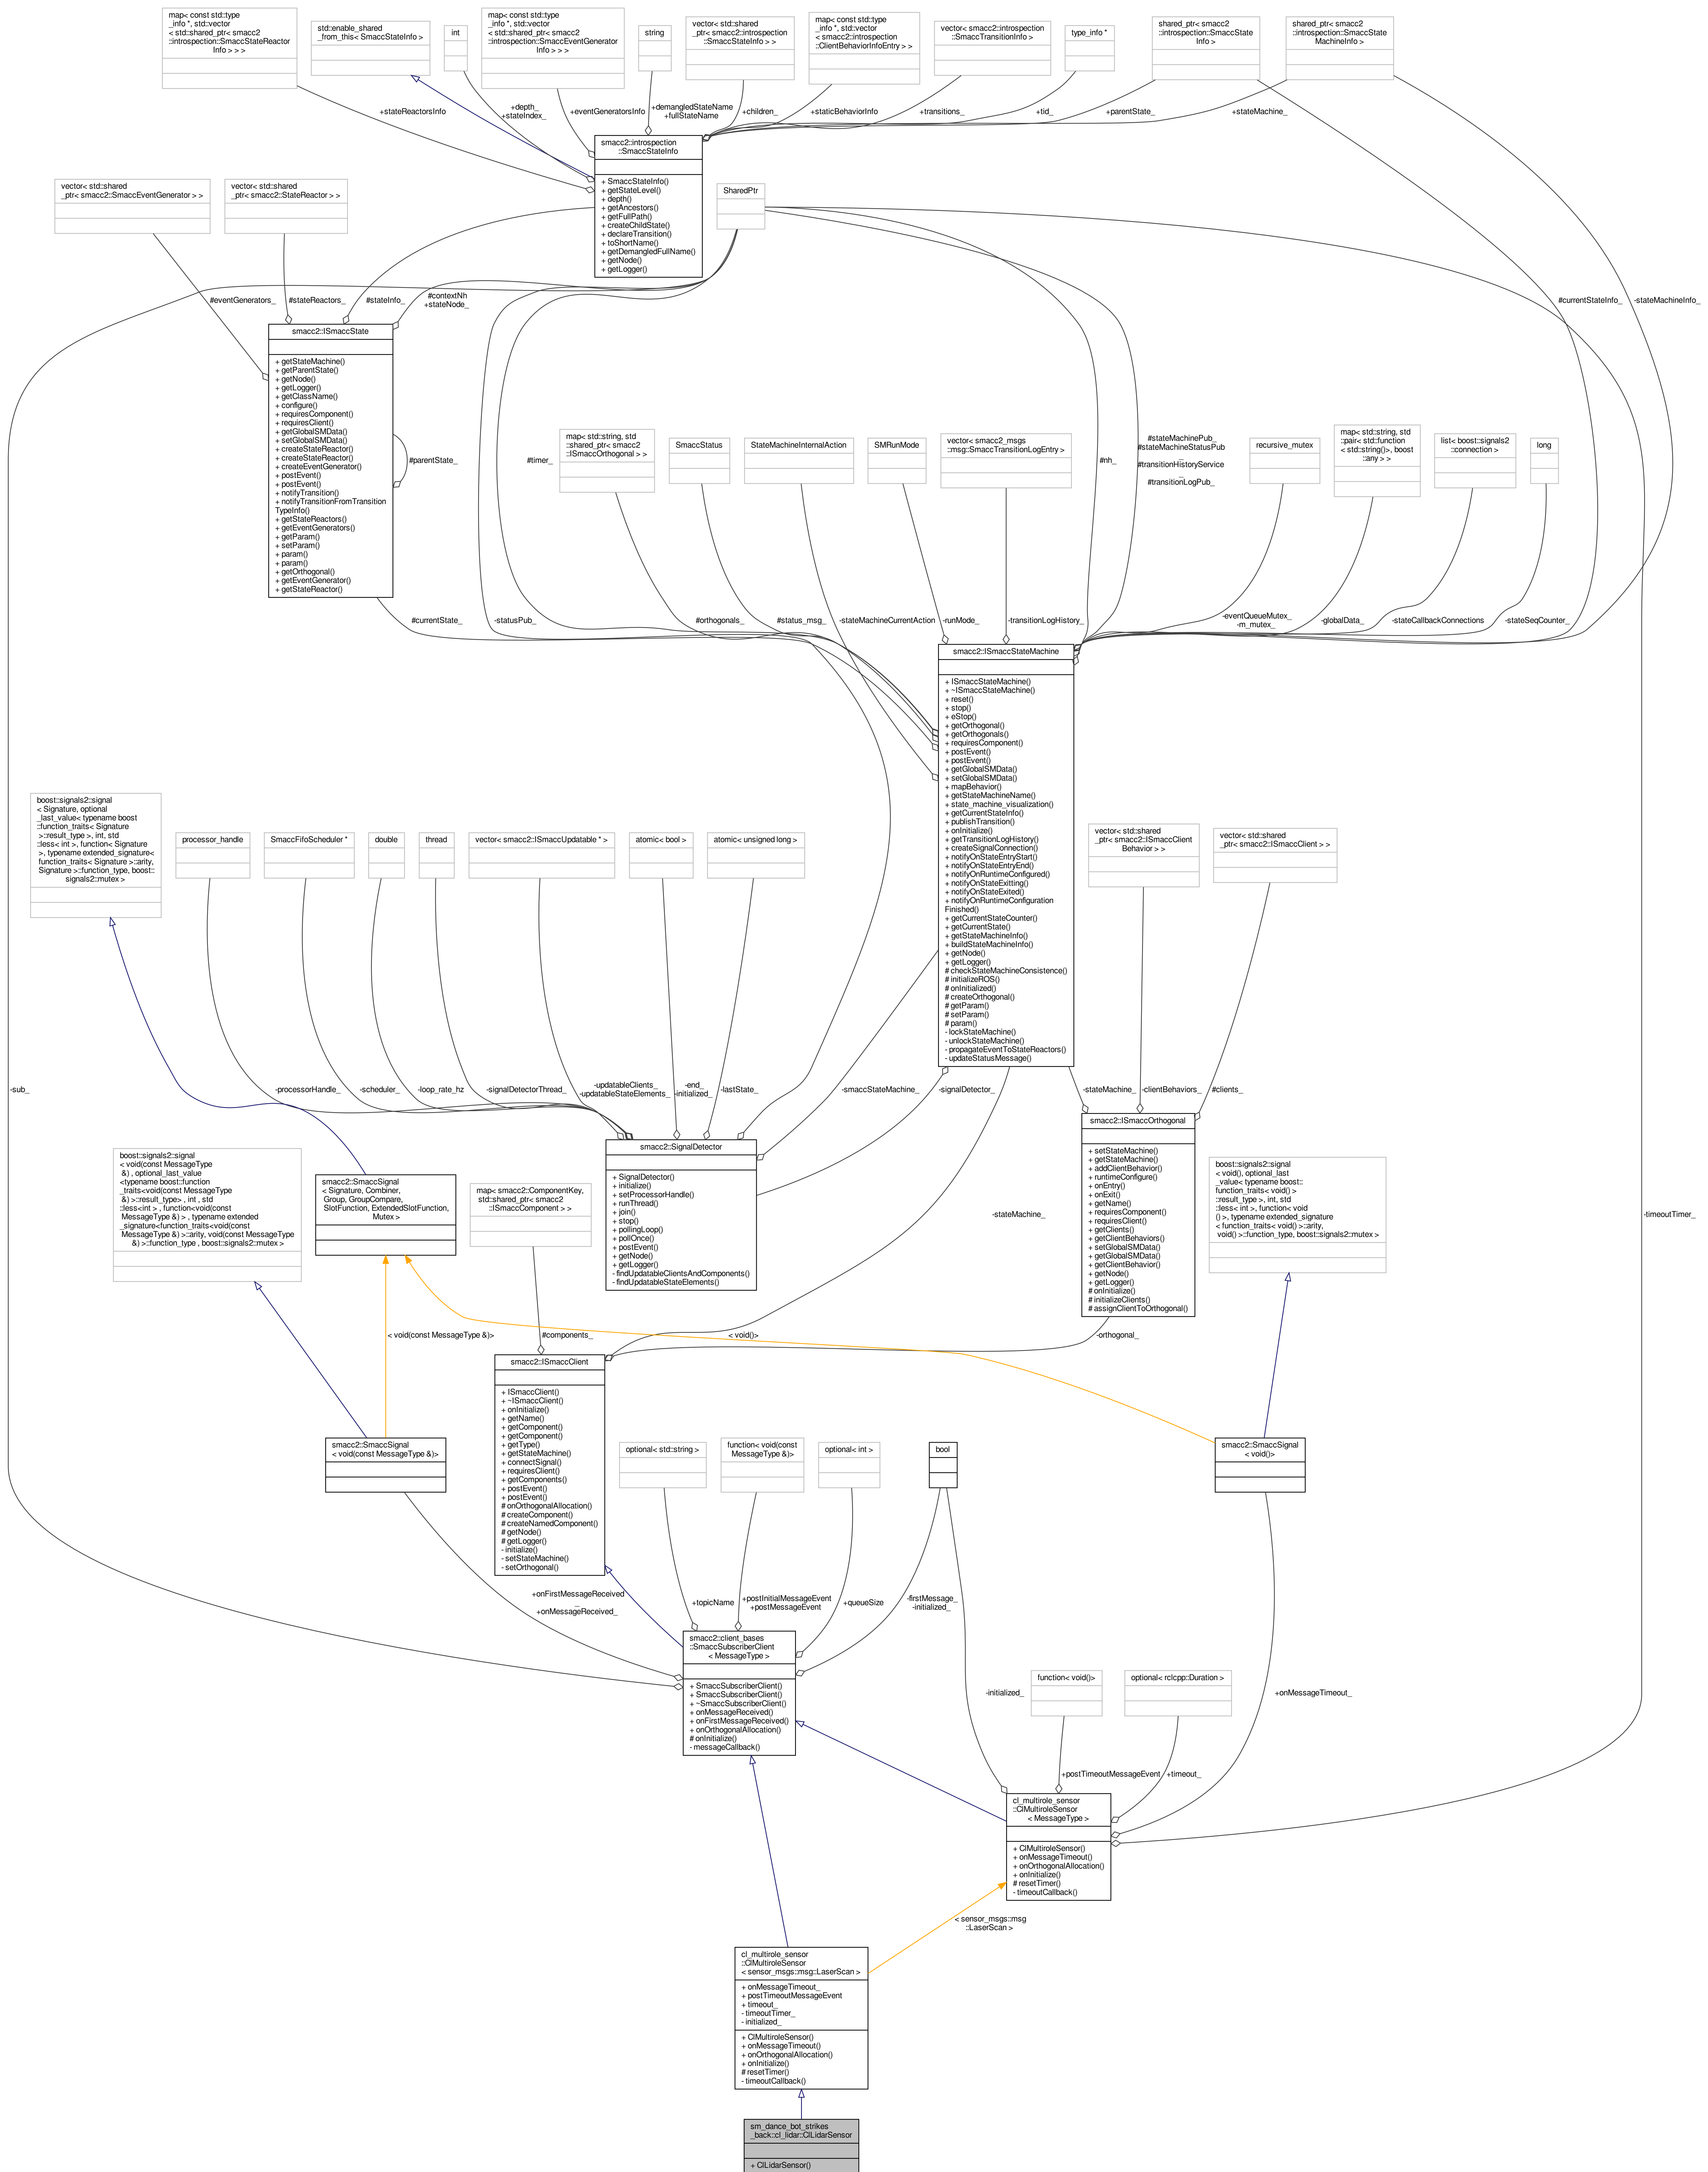 map< const std::type
_info *, std::vector
< std::shared_ptr< smacc2
::introspection::SmaccStateReactor
Info > > >
std::enable_shared
_from_this< SmaccStateInfo >
int
map< const std::type
_info *, std::vector
< std::shared_ptr< smacc2
::introspection::SmaccEventGenerator
Info > > >
string
vector< std::shared
_ptr< smacc2::introspection
::SmaccStateInfo > >
map< const std::type
_info *, std::vector
< smacc2::introspection
::ClientBehaviorInfoEntry > >
vector< smacc2::introspection
::SmaccTransitionInfo >
type_info *
shared_ptr< smacc2
::introspection::SmaccState
Info >
shared_ptr< smacc2
::introspection::SmaccState
MachineInfo >
+stateReactorsInfo
+depth_
+stateIndex_
+eventGeneratorsInfo
+demangledStateName
+fullStateName
+children_
+staticBehaviorInfo
+transitions_
+tid_
+parentState_
+stateMachine_
smacc2::introspection
::SmaccStateInfo
+ SmaccStateInfo()
+ getStateLevel()
+ depth()
+ getAncestors()
+ getFullPath()
+ createChildState()
+ declareTransition()
+ toShortName()
+ getDemangledFullName()
+ getNode()
+ getLogger()
vector< std::shared
_ptr< smacc2::SmaccEventGenerator > >
vector< std::shared
_ptr< smacc2::StateReactor > >
SharedPtr
#eventGenerators_
#stateReactors_
#stateInfo_
#contextNh
+stateNode_
#currentStateInfo_
-stateMachineInfo_
smacc2::ISmaccState
+ getStateMachine()
+ getParentState()
+ getNode()
+ getLogger()
+ getClassName()
+ configure()
+ requiresComponent()
+ requiresClient()
+ getGlobalSMData()
+ setGlobalSMData()
+ createStateReactor()
+ createStateReactor()
+ createEventGenerator()
+ postEvent()
+ postEvent()
+ notifyTransition()
+ notifyTransitionFromTransition
TypeInfo()
+ getStateReactors()
+ getEventGenerators()
+ getParam()
+ setParam()
+ param()
+ param()
+ getOrthogonal()
+ getEventGenerator()
+ getStateReactor()
#parentState_
#timer_
map< std::string, std
::shared_ptr< smacc2
::ISmaccOrthogonal > >
SmaccStatus
StateMachineInternalAction
SMRunMode
vector< smacc2_msgs
::msg::SmaccTransitionLogEntry >
#nh_
#stateMachinePub_
#stateMachineStatusPub
_
#transitionHistoryService
_
#transitionLogPub_
recursive_mutex
map< std::string, std
::pair< std::function
< std::string()>, boost
::any > >
list< boost::signals2
::connection >
long
#currentState_
-statusPub_
#orthogonals_
#status_msg_
-stateMachineCurrentAction
-runMode_
-transitionLogHistory_
-eventQueueMutex_
-m_mutex_
-globalData_
-stateCallbackConnections
-stateSeqCounter_
smacc2::ISmaccStateMachine
+ ISmaccStateMachine()
+ ~ISmaccStateMachine()
+ reset()
+ stop()
+ eStop()
+ getOrthogonal()
+ getOrthogonals()
+ requiresComponent()
+ postEvent()
+ postEvent()
+ getGlobalSMData()
+ setGlobalSMData()
+ mapBehavior()
+ getStateMachineName()
+ state_machine_visualization()
+ getCurrentStateInfo()
+ publishTransition()
+ onInitialize()
+ getTransitionLogHistory()
+ createSignalConnection()
+ notifyOnStateEntryStart()
+ notifyOnStateEntryEnd()
+ notifyOnRuntimeConfigured()
+ notifyOnStateExitting()
+ notifyOnStateExited()
+ notifyOnRuntimeConfiguration
Finished()
+ getCurrentStateCounter()
+ getCurrentState()
+ getStateMachineInfo()
+ buildStateMachineInfo()
+ getNode()
+ getLogger()
# checkStateMachineConsistence()
# initializeROS()
# onInitialized()
# createOrthogonal()
# getParam()
# setParam()
# param()
- lockStateMachine()
- unlockStateMachine()
- propagateEventToStateReactors()
- updateStatusMessage()
boost::signals2::signal
< Signature, optional
_last_value< typename boost
::function_traits< Signature
>::result_type >, int, std
::less< int >, function< Signature
>, typename extended_signature<
function_traits< Signature >::arity,
Signature >::function_type, boost::
signals2::mutex >
processor_handle
SmaccFifoScheduler *
double
thread
vector< smacc2::ISmaccUpdatable * >
atomic< bool >
atomic< unsigned long >
vector< std::shared
_ptr< smacc2::ISmaccClient
Behavior > >
vector< std::shared
_ptr< smacc2::ISmaccClient > >
-sub_
-processorHandle_
-scheduler_
-loop_rate_hz
-signalDetectorThread_
-updatableClients_
-updatableStateElements_
-end_
-initialized_
-lastState_
-smaccStateMachine_
-signalDetector_
-stateMachine_
-clientBehaviors_
#clients_
smacc2::SignalDetector
+ SignalDetector()
+ initialize()
+ setProcessorHandle()
+ runThread()
+ join()
+ stop()
+ pollingLoop()
+ pollOnce()
+ postEvent()
+ getNode()
+ getLogger()
- findUpdatableClientsAndComponents()
- findUpdatableStateElements()
smacc2::ISmaccOrthogonal
+ setStateMachine()
+ getStateMachine()
+ addClientBehavior()
+ runtimeConfigure()
+ onEntry()
+ onExit()
+ getName()
+ requiresComponent()
+ requiresClient()
+ getClients()
+ getClientBehaviors()
+ setGlobalSMData()
+ getGlobalSMData()
+ getClientBehavior()
+ getNode()
+ getLogger()
# onInitialize()
# initializeClients()
# assignClientToOrthogonal()
boost::signals2::signal
< void(const MessageType
&) , optional_last_value
<typename boost::function
_traits<void(const MessageType
&) >::result_type> , int , std
::less<int > , function<void(const
MessageType &) > , typename extended
_signature<function_traits<void(const
MessageType &) >::arity, void(const MessageType
&) >::function_type , boost::signals2::mutex >
smacc2::SmaccSignal
< Signature, Combiner,
Group, GroupCompare,
SlotFunction, ExtendedSlotFunction,
Mutex >
map< smacc2::ComponentKey,
std::shared_ptr< smacc2
::ISmaccComponent > >
boost::signals2::signal
< void(), optional_last
_value< typename boost::
function_traits< void() >
::result_type >, int, std
::less< int >, function< void
() >, typename extended_signature
< function_traits< void() >::arity,
void() >::function_type, boost::signals2::mutex >
-stateMachine_
-timeoutTimer_
< void(const MessageType &)>
#components_
< void()>
-orthogonal_
smacc2::ISmaccClient
+ ISmaccClient()
+ ~ISmaccClient()
+ onInitialize()
+ getName()
+ getComponent()
+ getComponent()
+ getType()
+ getStateMachine()
+ connectSignal()
+ requiresClient()
+ getComponents()
+ postEvent()
+ postEvent()
# onOrthogonalAllocation()
# createComponent()
# createNamedComponent()
# getNode()
# getLogger()
- initialize()
- setStateMachine()
- setOrthogonal()
smacc2::SmaccSignal
< void(const MessageType &)>
optional< std::string >
function< void(const
MessageType &)>
optional< int >
bool
smacc2::SmaccSignal
< void()>
+onFirstMessageReceived
_
+onMessageReceived_
+topicName
+postInitialMessageEvent
+postMessageEvent
+queueSize
-firstMessage_
-initialized_
smacc2::client_bases
::SmaccSubscriberClient
< MessageType >
+ SmaccSubscriberClient()
+ SmaccSubscriberClient()
+ ~SmaccSubscriberClient()
+ onMessageReceived()
+ onFirstMessageReceived()
+ onOrthogonalAllocation()
# onInitialize()
- messageCallback()
-initialized_
function< void()>
optional< rclcpp::Duration >
+onMessageTimeout_
+postTimeoutMessageEvent
+timeout_
cl_multirole_sensor
::ClMultiroleSensor
< MessageType >
+ ClMultiroleSensor()
+ onMessageTimeout()
+ onOrthogonalAllocation()
+ onInitialize()
# resetTimer()
- timeoutCallback()
< sensor_msgs::msg
::LaserScan >
cl_multirole_sensor
::ClMultiroleSensor
< sensor_msgs::msg::LaserScan >
+ onMessageTimeout_
+ postTimeoutMessageEvent
+ timeout_
- timeoutTimer_
- initialized_
+ ClMultiroleSensor()
+ onMessageTimeout()
+ onOrthogonalAllocation()
+ onInitialize()
# resetTimer()
- timeoutCallback()
sm_dance_bot_strikes
_back::cl_lidar::ClLidarSensor
+ ClLidarSensor()